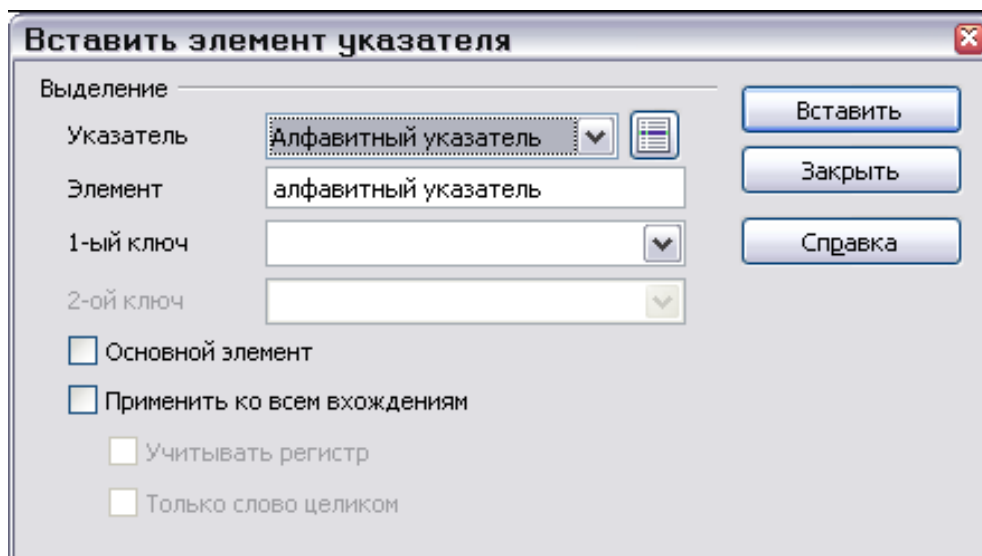 Вставить элемент указателя
Выделение
Указатель Алфавитный указатель
Элемент алфавитный указатель
1-ый ключ
2-ой ключ
Основной элемент
Применить ко всем вхождениям
Учитывать регистр
Только слово целиком
Вставить
Закрыть
Справка